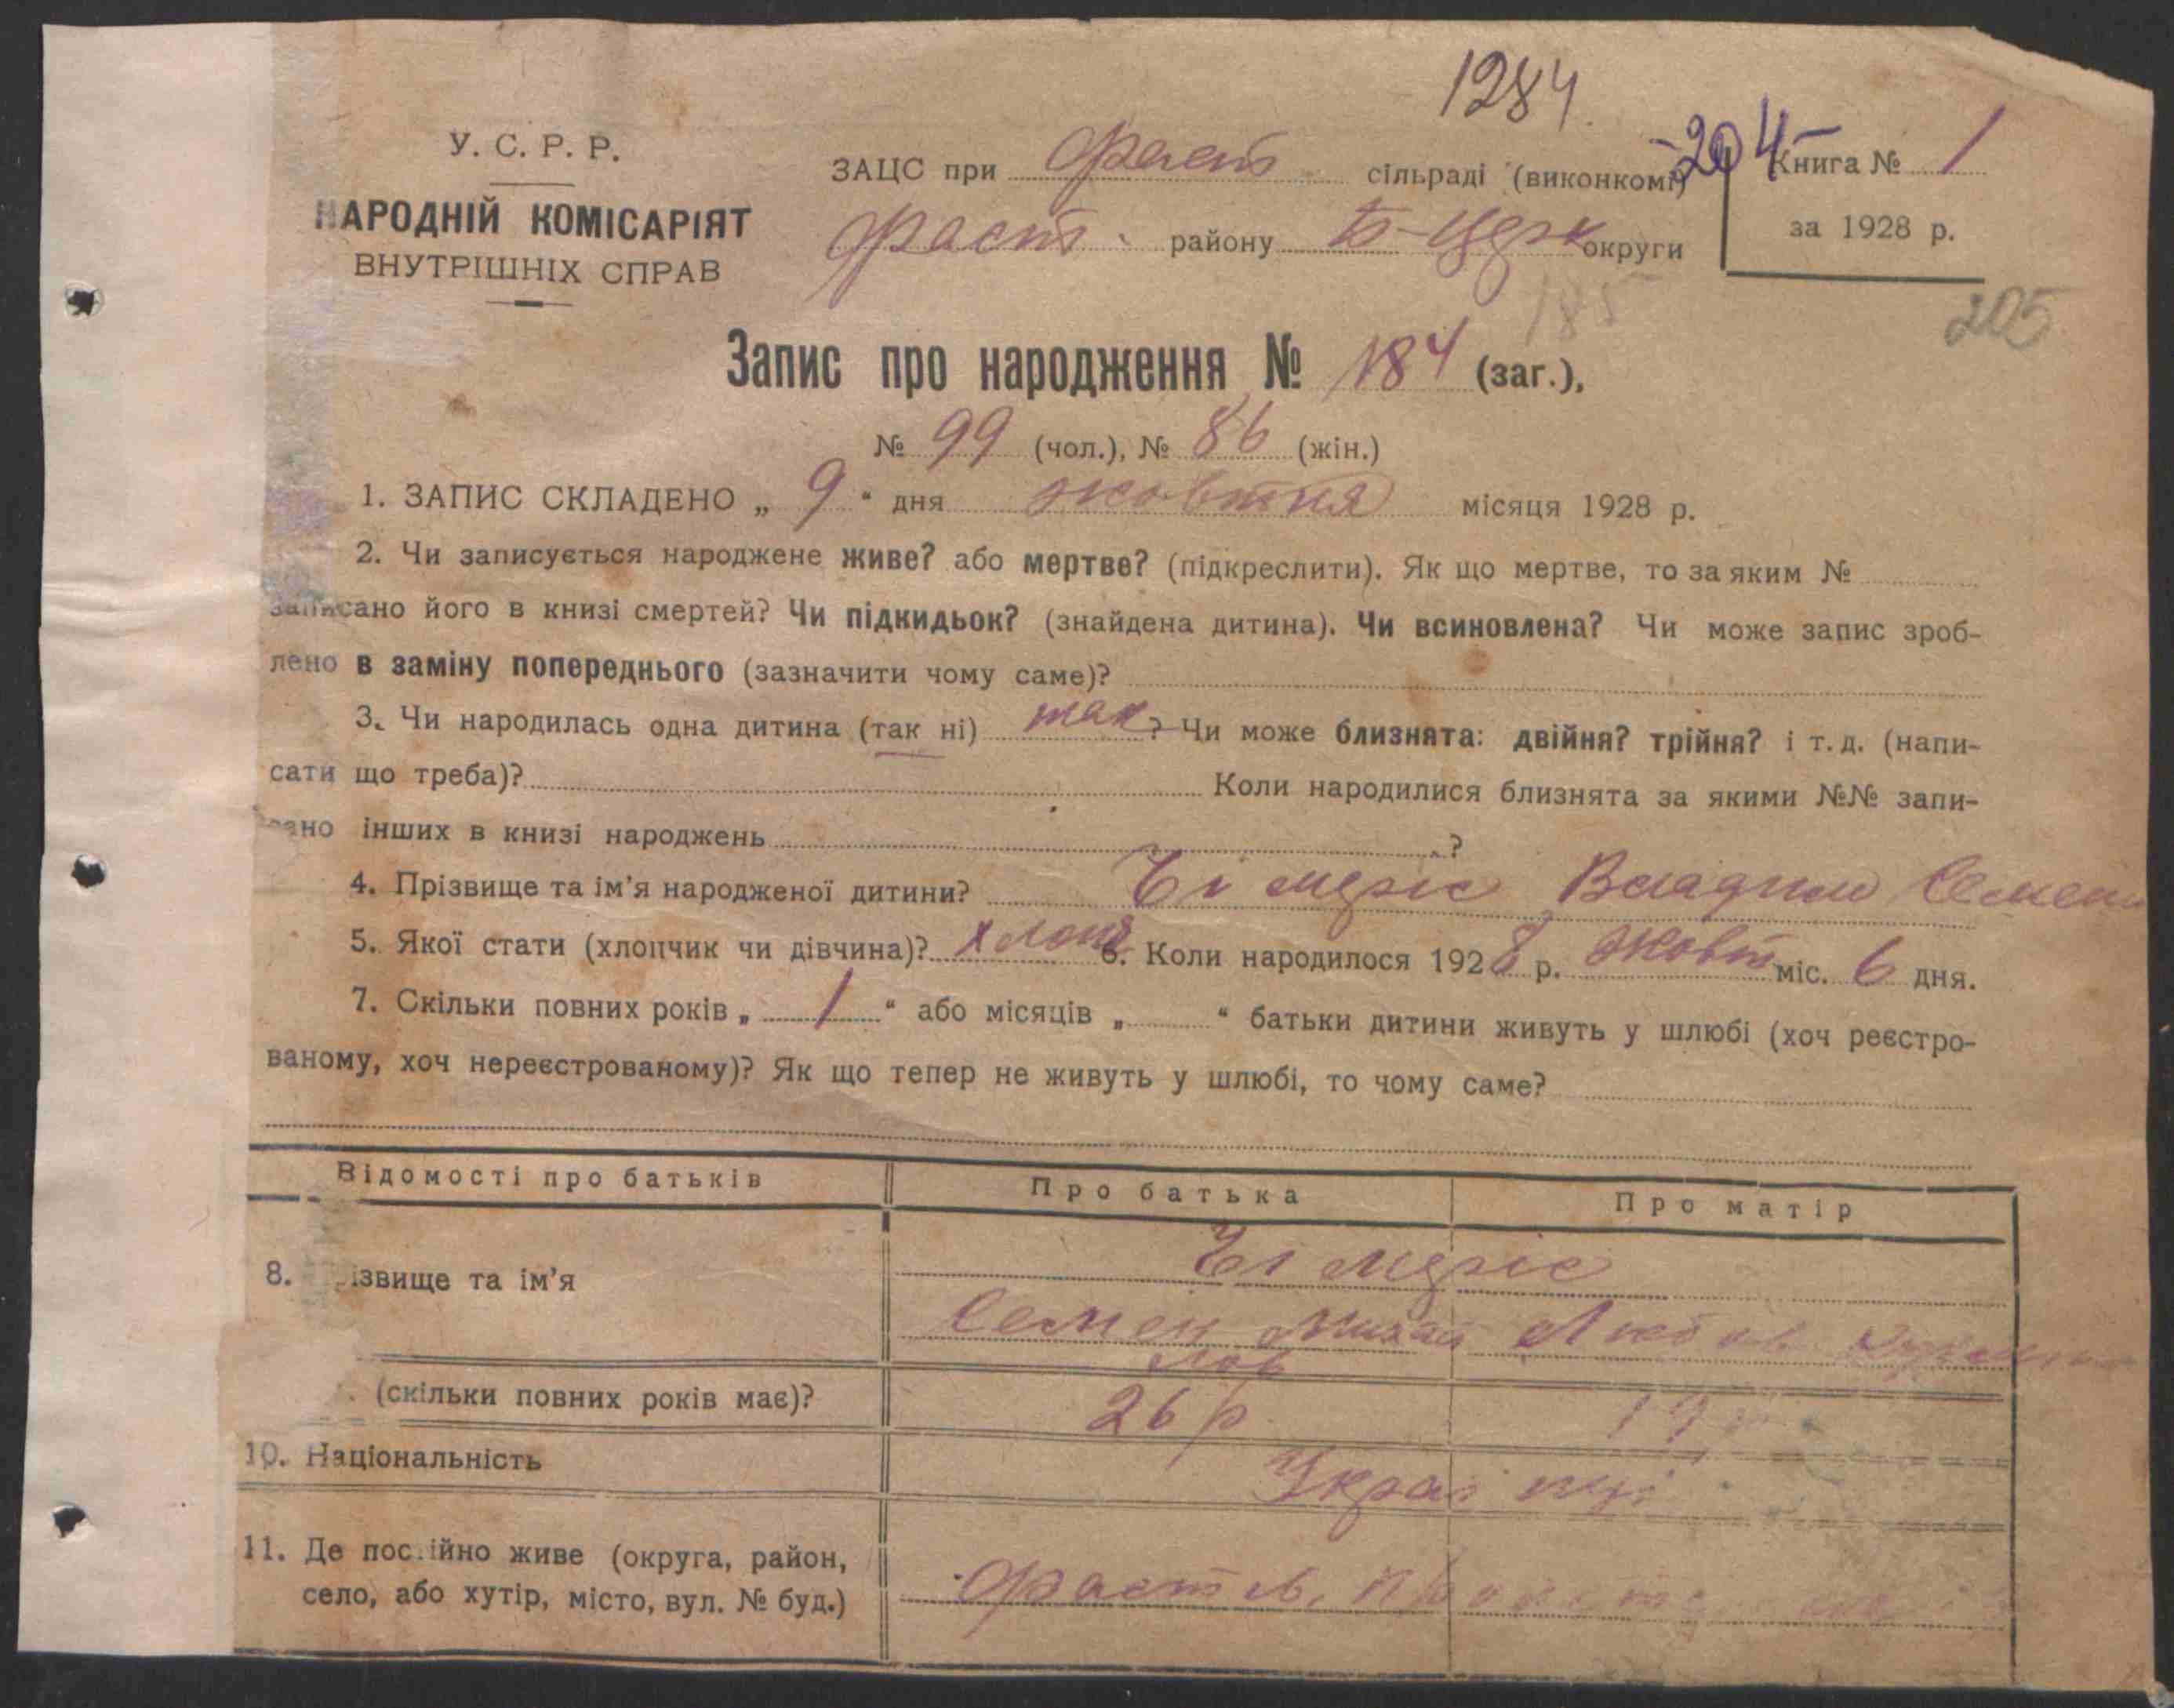 1284
У. С. Р. Р.
НАРОДНІЙ КОМІСАРІЯТ
ВНУТРІШНІХ СПРАВ
ЗАЦС при Фаст сільраді (виконкомі)
Фаст. району Б-Церк округи
204
Книга № 1
за 1928 р.
185
205
Запис про народження № 184 (заг.),
№ 99 (чол.), № 86 (жін.)
1. ЗАПИС СКЛАДЕНО „ 9 “ дня жовтня місяця 1928 р.
2. Чи записується народжене живе? або мертве? (підкреслити). Як що мертве, то за яким №
записано його в книзі смертей? Чи підкидьок? (знайдена дитина). Чи всиновлена? Чи може запис зроб-
лено в заміну попереднього (зазначити чому саме)?
3. Чи народилась одна дитина (так ні) так ? Чи може близнята: двійня? трійня? і т. д. (напи-
сати що треба)? Коли народилися близнята за якими №№ запи-
сано інших в книзі народжень ?
4. Прізвище та ім’я народженої дитини?
5. Якої стати (хлопчик чи дівчина)? хлопч 6. Коли народилося 1928 р. Жовт міс. 6 дня.
7. Скільки повних років „ 1 “ або місяців „ “ батьки дитини живуть у шлюбі (хоч реєстро-
ваному, хоч нереєстрованому)? Як що тепер не живуть у шлюбі, то чому саме?
Відомості про батьків Про батька Про матір
8. ізвище та ім’я
Семен Михай Любов
лов
(скільки повних років має)? 26 р. 19
10. Національність Українці
11. Де постійно живе (округа, район,
село, або хутір, місто, вул. № буд.) Фастів,